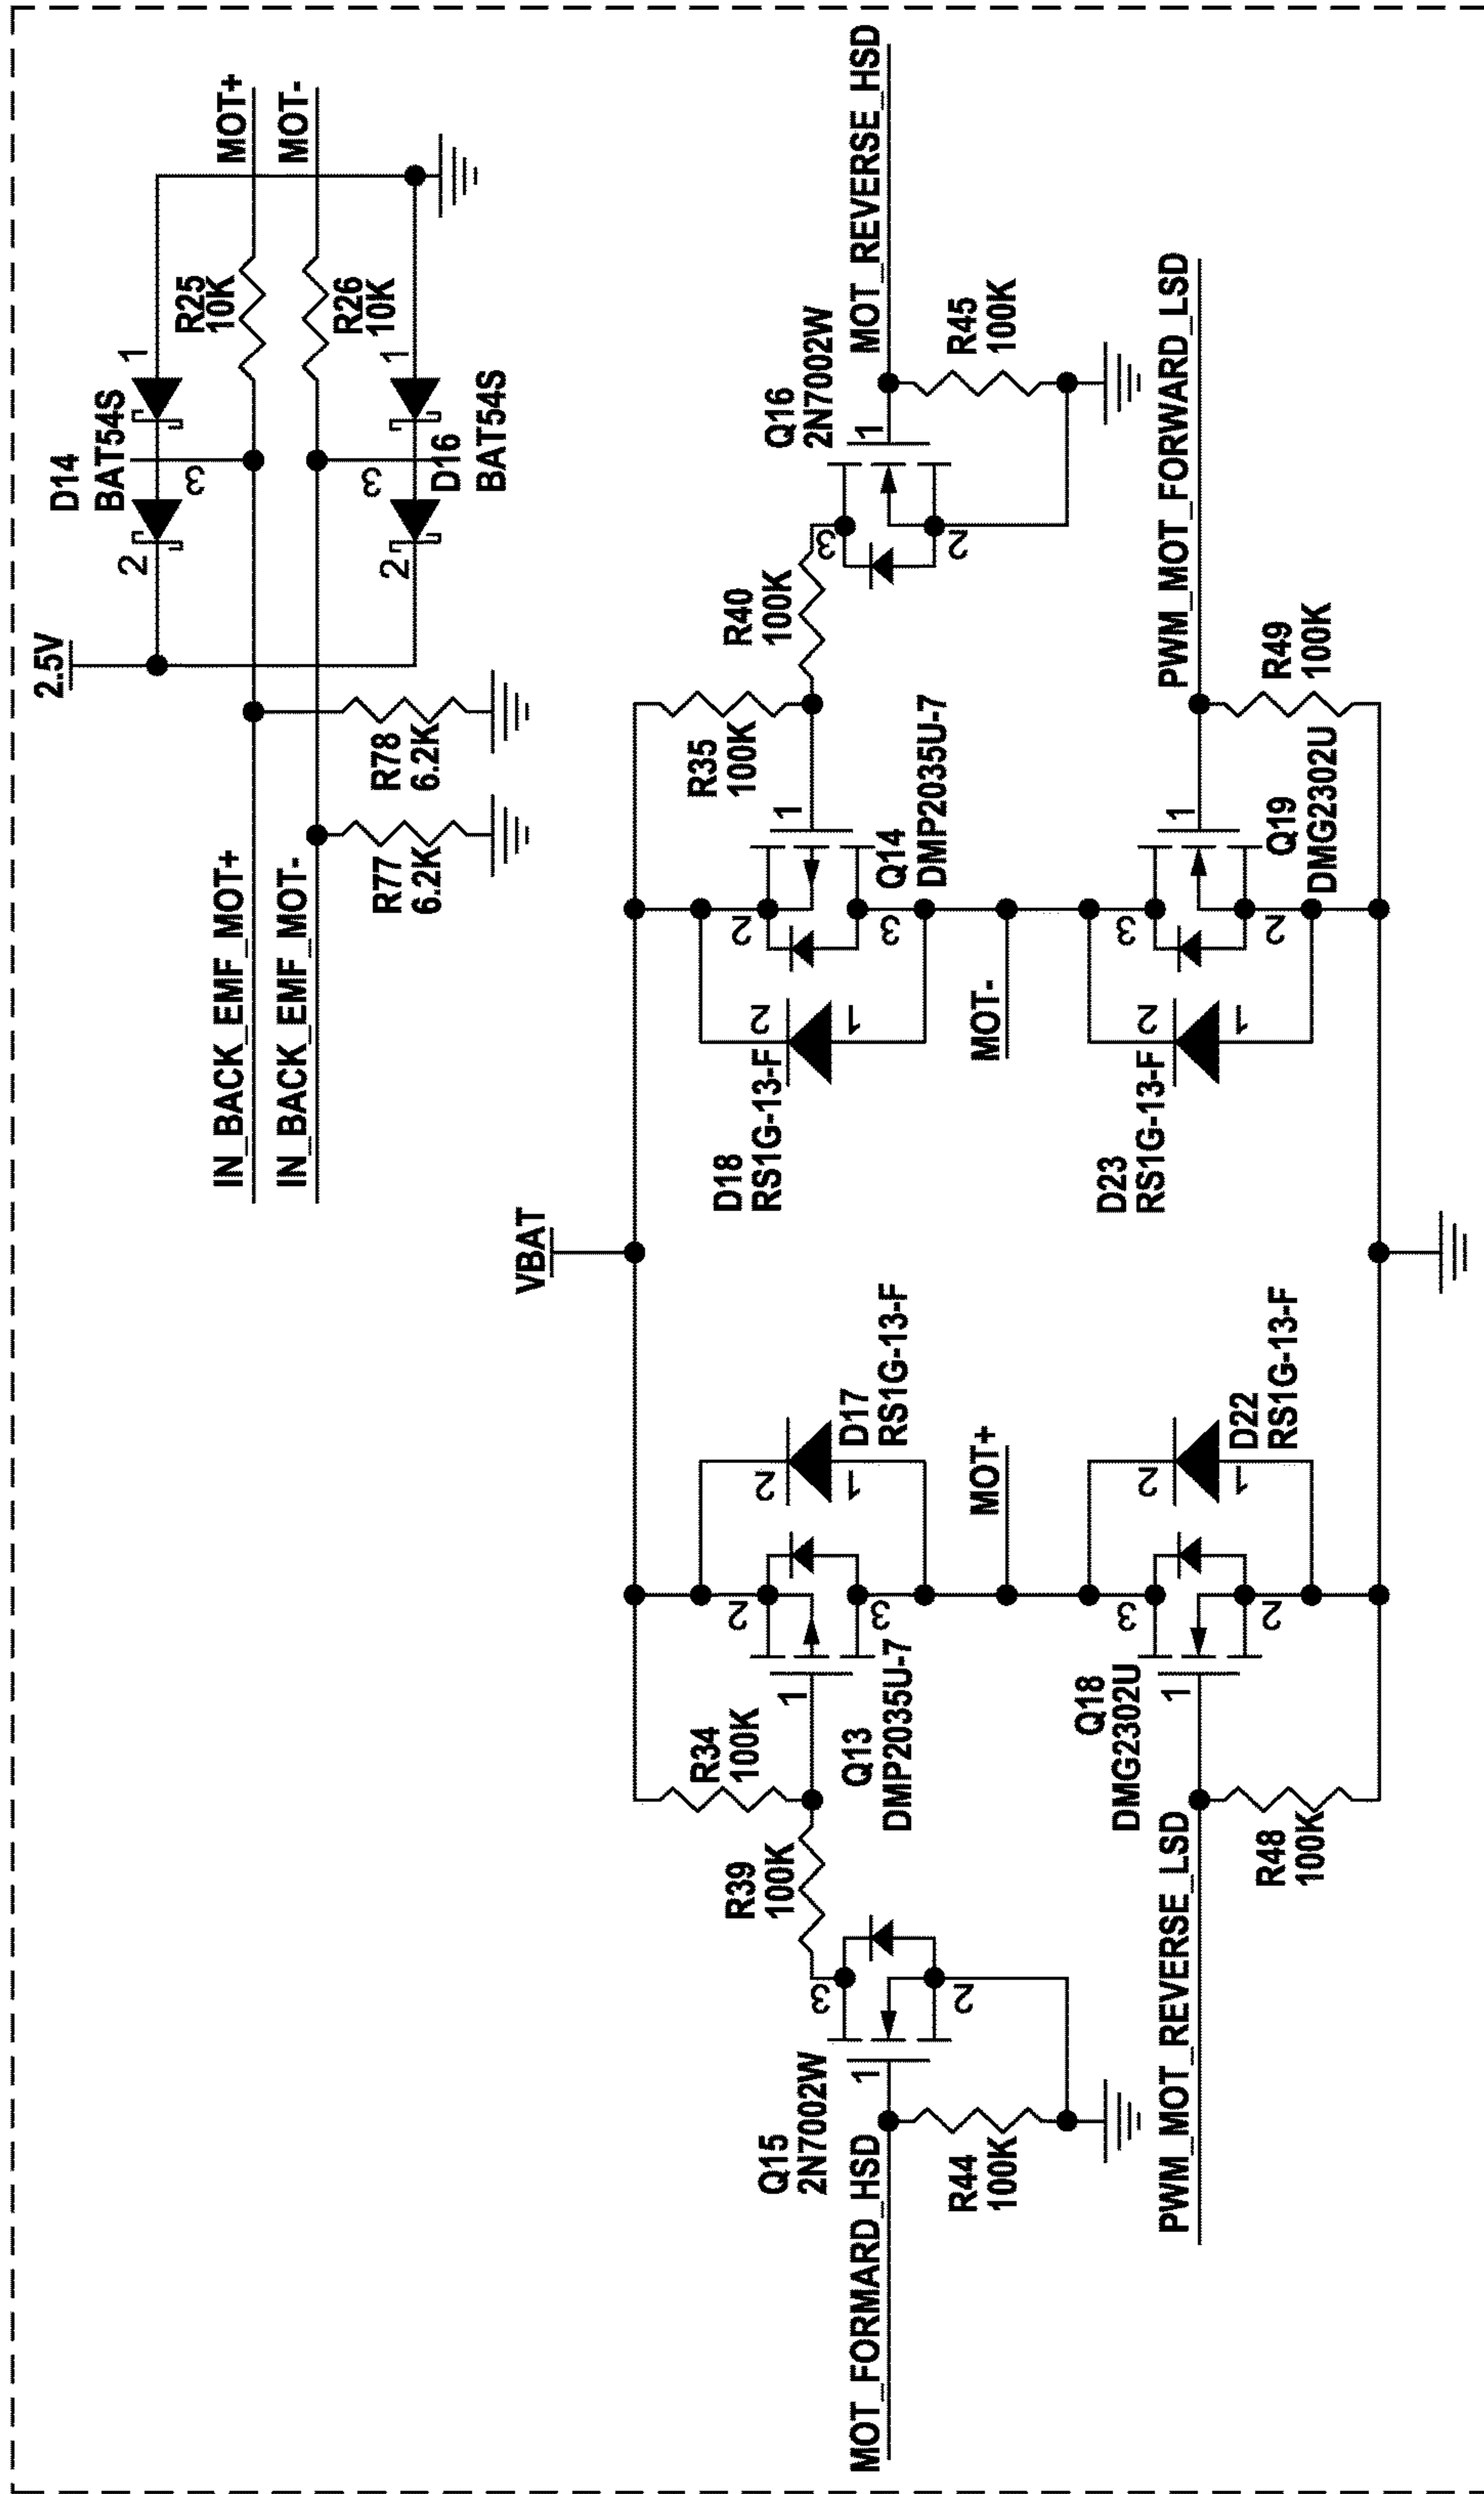 2.5V
D14
BAT54S
2
3
1
R25
10K
MOT+
MOT-
R26
10K
2
3
1
D16
BAT54S
IN_BACK_EMF_MOT+
IN_BACK_EMF_MOT-
R78
6.2K
R77
6.2K
VBAT
R34
100K
R39
100K
Q15
2N7002W
3
1
2
MOT_FORMARD_HSD
R44
100K
2
1
3
Q13
DMP2035U-7
2
1
D17
RS1G-13-F
MOT+
Q18
DMG2302U
3
1
2
2
1
D22
RS1G-13-F
PWM_MOT_REVERSE_LSD
R48
100K
R35
100K
R40
100K
Q16
2N7002W
3
1
2
MOT_REVERSE_HSD
R45
100K
2
1
3
Q14
DMP2035U-7
2
1
D18
RS1G-13-F
MOT-
3
1
2
Q19
DMG2302U
2
1
D23
RS1G-13-F
PWM_MOT_FORWARD_LSD
R49
100K